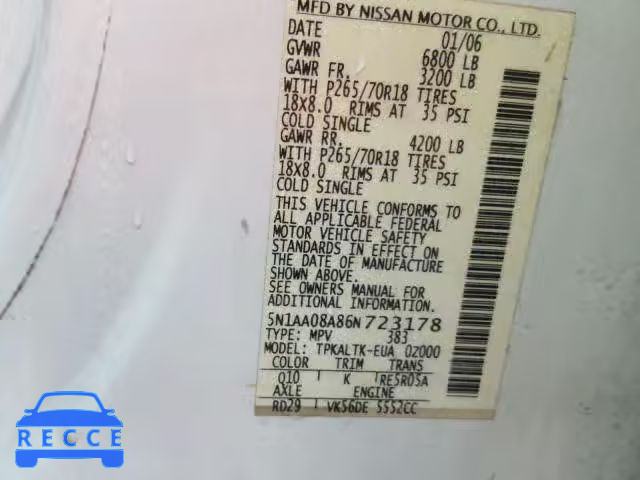 MFD BY NISSAN MOTOR CO., LTD.
DATE 01/06
GVWR 6800 LB
GAWR FR. 3200 LB
WITH P265/70R18 TIRES
18X8.0 RIMS AT 35 PSI
COLD SINGLE
GAWR RR. 4200 LB
WITH P265/70R18 TIRES
18X8.0 RIMS AT 35 PSI
COLD SINGLE
THIS VEHICLE CONFORMS TO
ALL APPLICABLE FEDERAL
MOTOR VEHICLE SAFETY
STANDARDS IN EFFECT ON
THE DATE OF MANUFACTURE
SHOWN ABOVE.
SEE OWNERS MANUAL FOR
ADDITIONAL INFORMATION.
5N1AA08A86N723178
TYPE: MPV 383
MODEL: TPKALTK-EUA 0Z000
COLOR TRIM TRANS
Q10 K RE5R05A
AXLE ENGINE
RD29 VK56DE 5552CC
RECCE